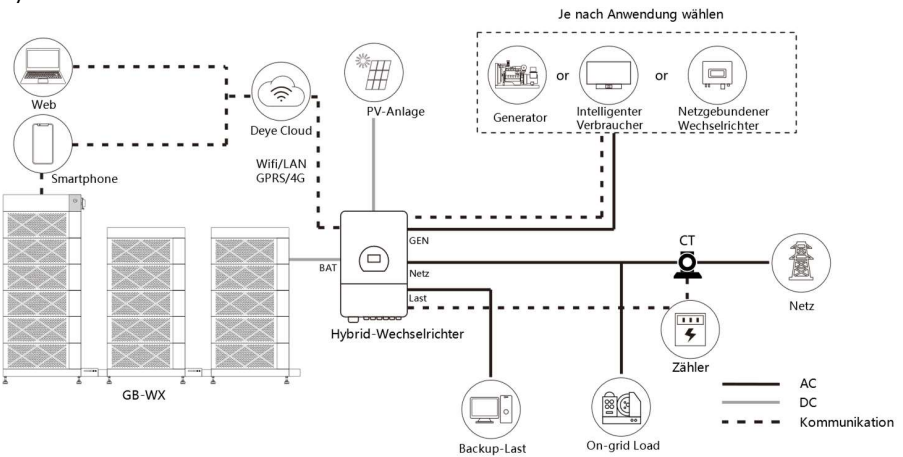 Je nach Anwendung wählen
or
or
Web
Deye Cloud
PV-Anlage
Generator
Intelligenter
Verbraucher
Netzgebundener
Wechselrichter
Smartphone
Wifi/LAN
GPRS/4G
GEN
BAT
Netz
Last
CT
Netz
Hybrid-Wechselrichter
Zähler
GB-WX
AC
DC
Kommunikation
Backup-Last
On-grid Load